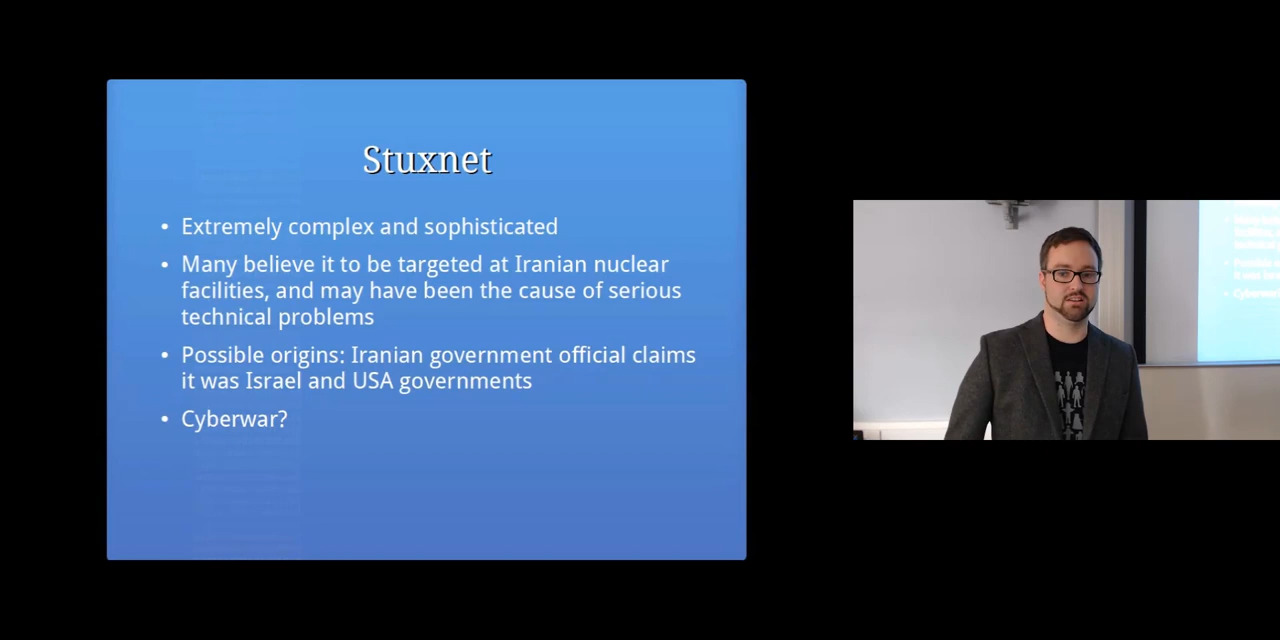 Stuxnet
• Extremely complex and sophisticated
• Many believe it to be targeted at Iranian nuclear
facilities, and may have been the cause of serious
technical problems
• Possible origins: Iranian government official claims
it was Israel and USA governments
• Cyberwar?